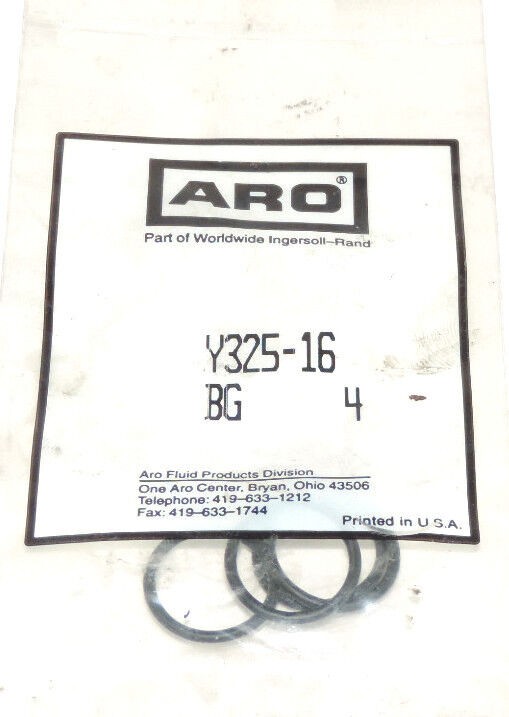 ARO®
Part of Worldwide Ingersoll-Rand
Y325-16
BG 4
Aro Fluid Products Division
One Aro Center, Bryan, Ohio 43506
Telephone: 419-633-1212
Fax: 419-633-1744
Printed in U.S.A.